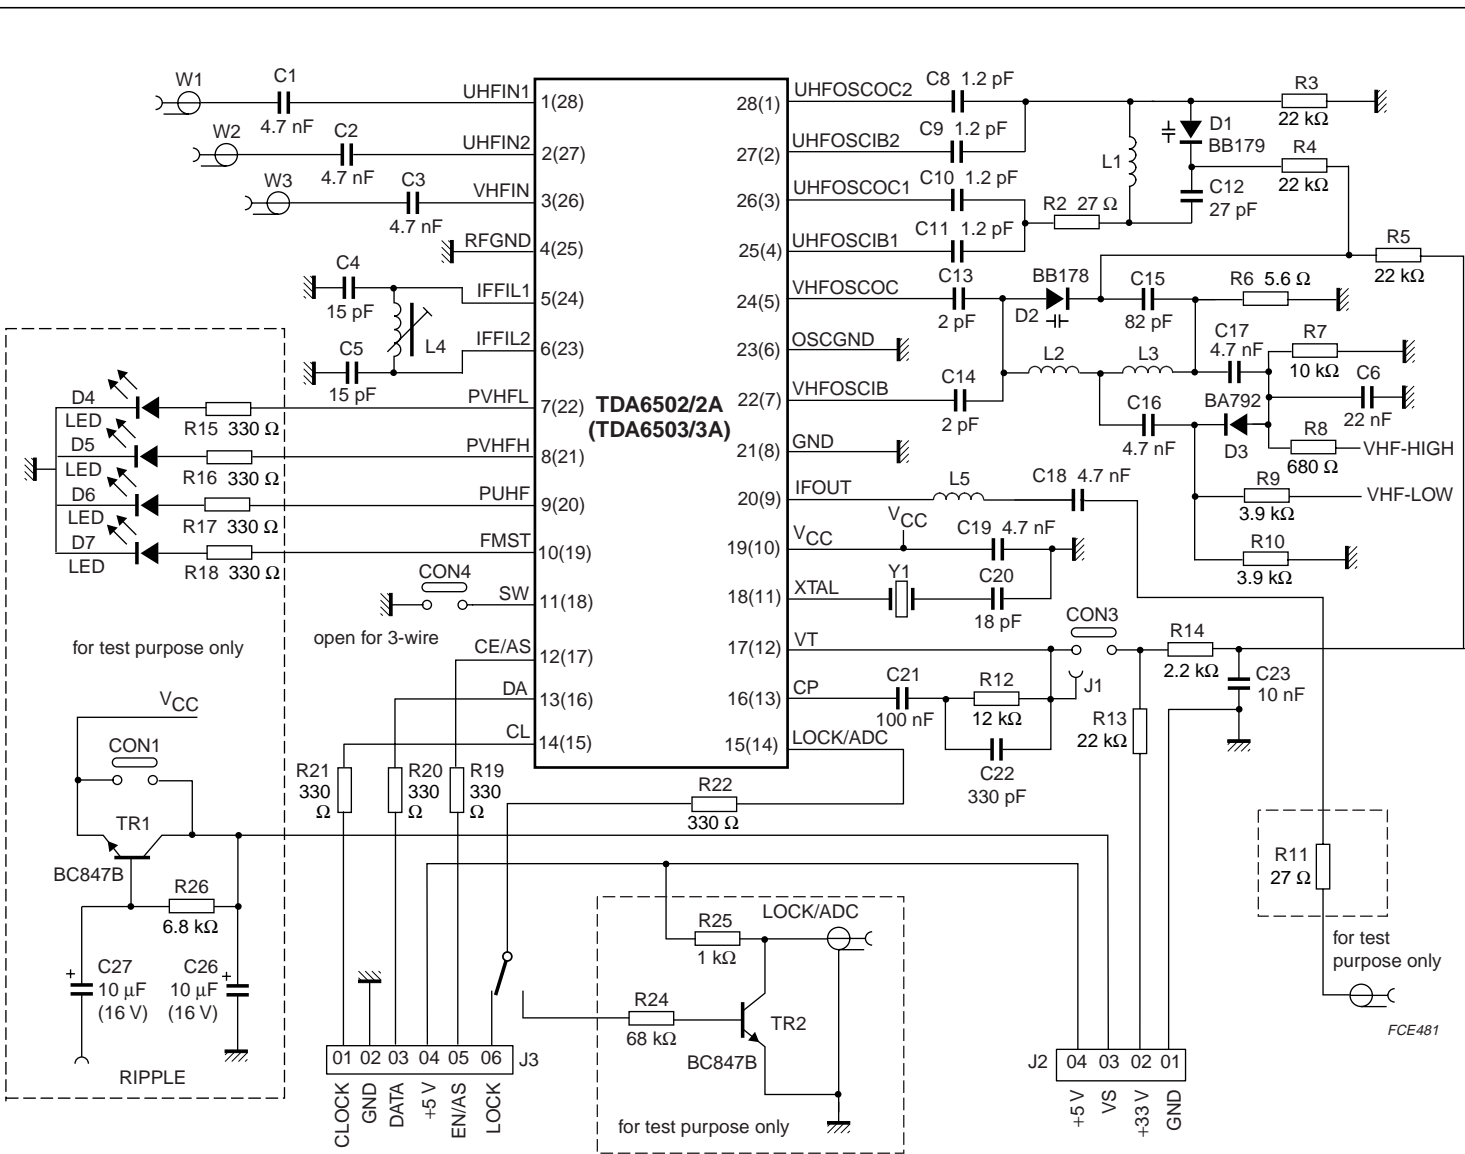 W1
C1
4.7 nF
UHFIN1
1(28)
W2
C2
4.7 nF
UHFIN2
2(27)
W3
C3
4.7 nF
VHFIN
3(26)
RFGND
4(25)
C4
15 pF
IFFIL1
5(24)
L4
C5
15 pF
IFFIL2
6(23)
D4
LED
R15 330 Ω
PVHFL
7(22)
D5
LED
R16 330 Ω
PVHFH
8(21)
D6
LED
R17 330 Ω
PUHF
9(20)
D7
LED
R18 330 Ω
FMST
10(19)
CON4
SW
11(18)
open for 3-wire
CE/AS
12(17)
DA
13(16)
CL
14(15)
TDA6502/2A
(TDA6503/3A)
28(1)
UHFOSCOC2
C8 1.2 pF
27(2)
UHFOSCIB2
C9 1.2 pF
26(3)
UHFOSCOC1
C10 1.2 pF
25(4)
UHFOSCIB1
C11 1.2 pF
R2 27 Ω
L1
D1
BB179
C12
27 pF
R3
22 kΩ
R4
22 kΩ
R5
22 kΩ
24(5)
VHFOSCOC
C13
2 pF
BB178
D2
C15
82 pF
R6 5.6 Ω
23(6)
OSCGND
L2
L3
C17
4.7 nF
R7
10 kΩ
C6
22 nF
22(7)
VHFOSCIB
C14
2 pF
C16
4.7 nF
BA792
D3
R8
680 Ω
VHF-HIGH
21(8)
GND
R9
3.9 kΩ
VHF-LOW
R10
3.9 kΩ
20(9)
IFOUT
L5
C18 4.7 nF
19(10)
VCC
VCC
C19 4.7 nF
18(11)
XTAL
Y1
C20
18 pF
17(12)
VT
CON3
R14
2.2 kΩ
16(13)
CP
C21
100 nF
R12
12 kΩ
J1
C22
330 pF
R13
22 kΩ
C23
10 nF
15(14)
LOCK/ADC
R22
330 Ω
for test purpose only
VCC
CON1
TR1
BC847B
R26
6.8 kΩ
C27
10 µF
(16 V)
+
C26
10 µF
(16 V)
+
RIPPLE
R21
330
Ω
R20
330
Ω
R19
330
Ω
01 02 03 04 05 06
J3
CLOCK
GND
DATA
+5 V
EN/AS
LOCK
LOCK/ADC
R25
1 kΩ
R24
68 kΩ
TR2
BC847B
for test purpose only
J2
04 03 02 01
+5 V
VS
+33 V
GND
R11
27 Ω
for test
purpose only
FCE481